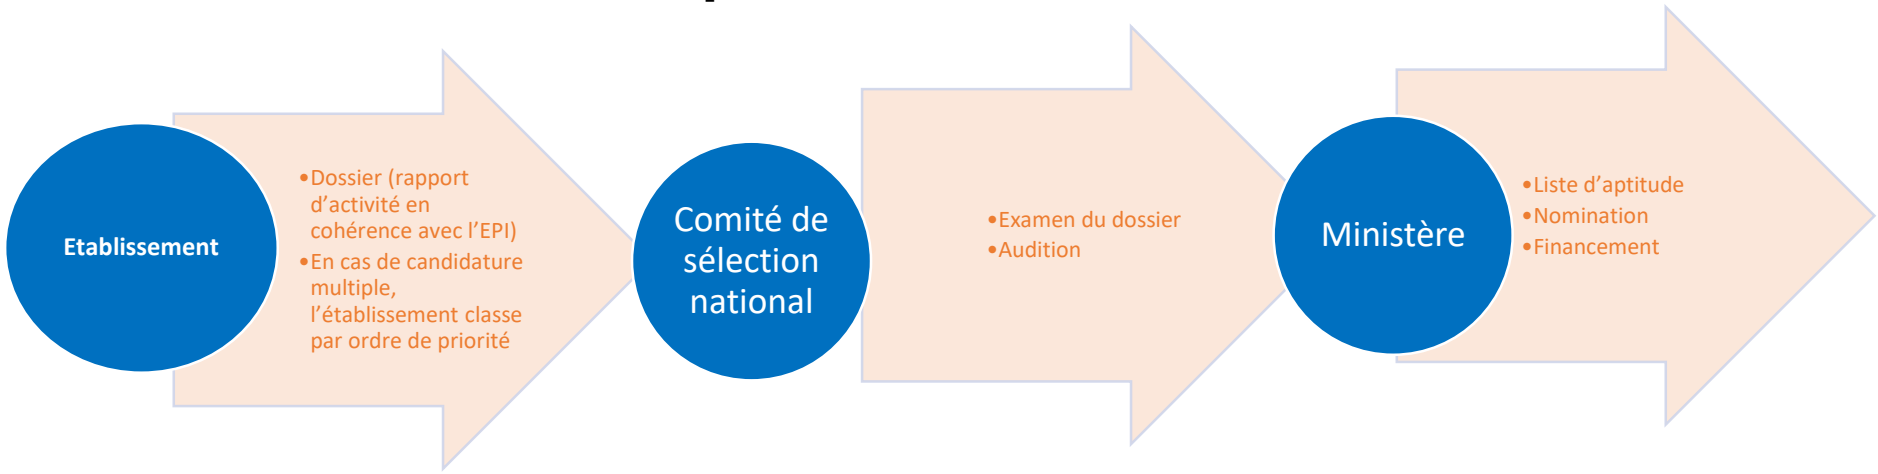 Etablissement
•Dossier (rapport
d’activité en
cohérence avec l’EPI)
•En cas de candidature
multiple,
l’établissement classe
par ordre de priorité
Comité de
sélection
national
•Examen du dossier
•Audition
Ministère
•Liste d’aptitude
•Nomination
•Financement